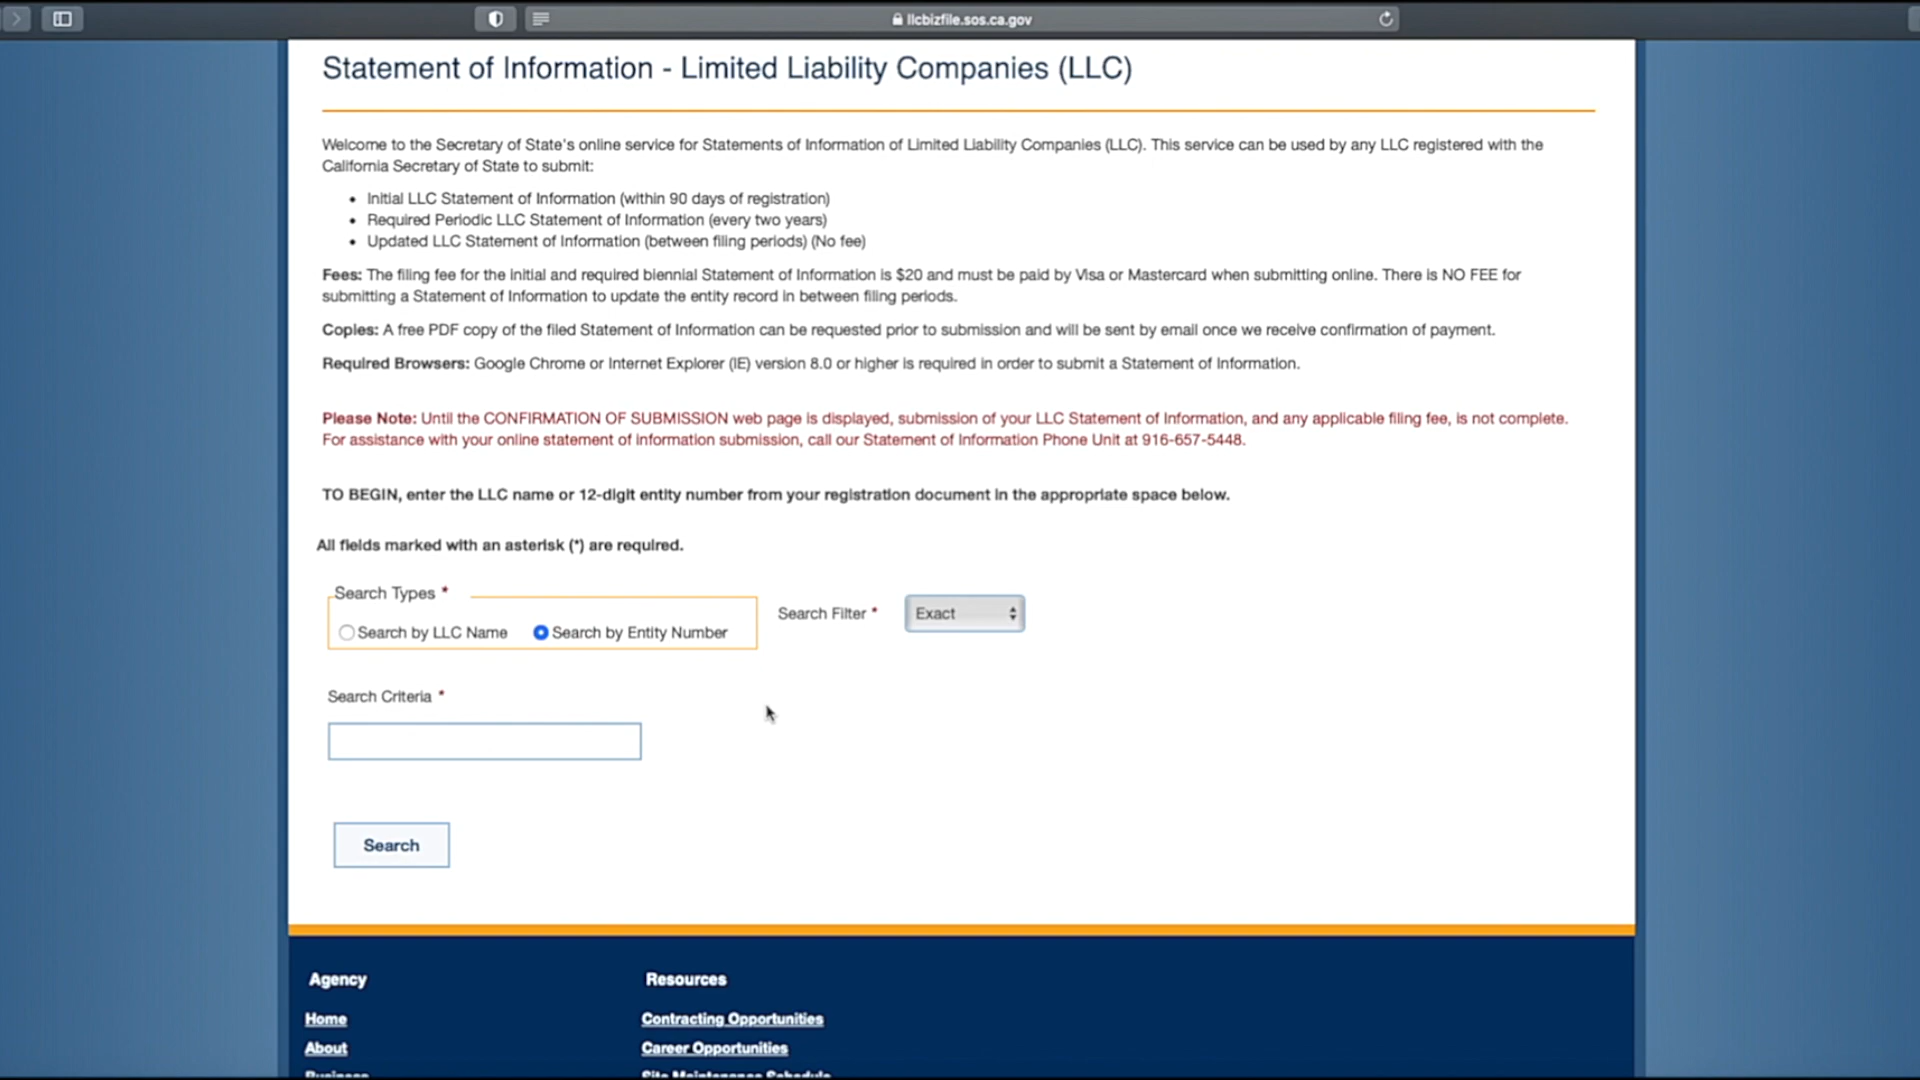 llcbizfile.sos.ca.gov
Statement of Information - Limited Liability Companies (LLC)
Welcome to the Secretary of State's online service for Statements of Information of Limited Liability Companies (LLC). This service can be used by any LLC registered with the
California Secretary of State to submit:
• Initial LLC Statement of Information (within 90 days of registration)
• Required Periodic LLC Statement of Information (every two years)
• Updated LLC Statement of Information (between filing periods) (No fee)
Fees: The filing fee for the initial and required biennial Statement of Information is $20 and must be paid by Visa or Mastercard when submitting online. There is NO FEE for
submitting a Statement of Information to update the entity record in between filing periods.
Copies: A free PDF copy of the filed Statement of Information can be requested prior to submission and will be sent by email once we receive confirmation of payment.
Required Browsers: Google Chrome or Internet Explorer (IE) version 8.0 or higher is required in order to submit a Statement of Information.
Please Note: Until the CONFIRMATION OF SUBMISSION web page is displayed, submission of your LLC Statement of Information, and any applicable filing fee, is not complete.
For assistance with your online statement of information submission, call our Statement of Information Phone Unit at 916-657-5448.
TO BEGIN, enter the LLC name or 12-digit entity number from your registration document in the appropriate space below.
All fields marked with an asterisk (*) are required.
Search Types *
Search by LLC Name Search by Entity Number
Search Filter * Exact
Search Criteria *
Search
Agency Resources
Home Contracting Opportunities
About Career Opportunities
Business Site Maintenance Schedule